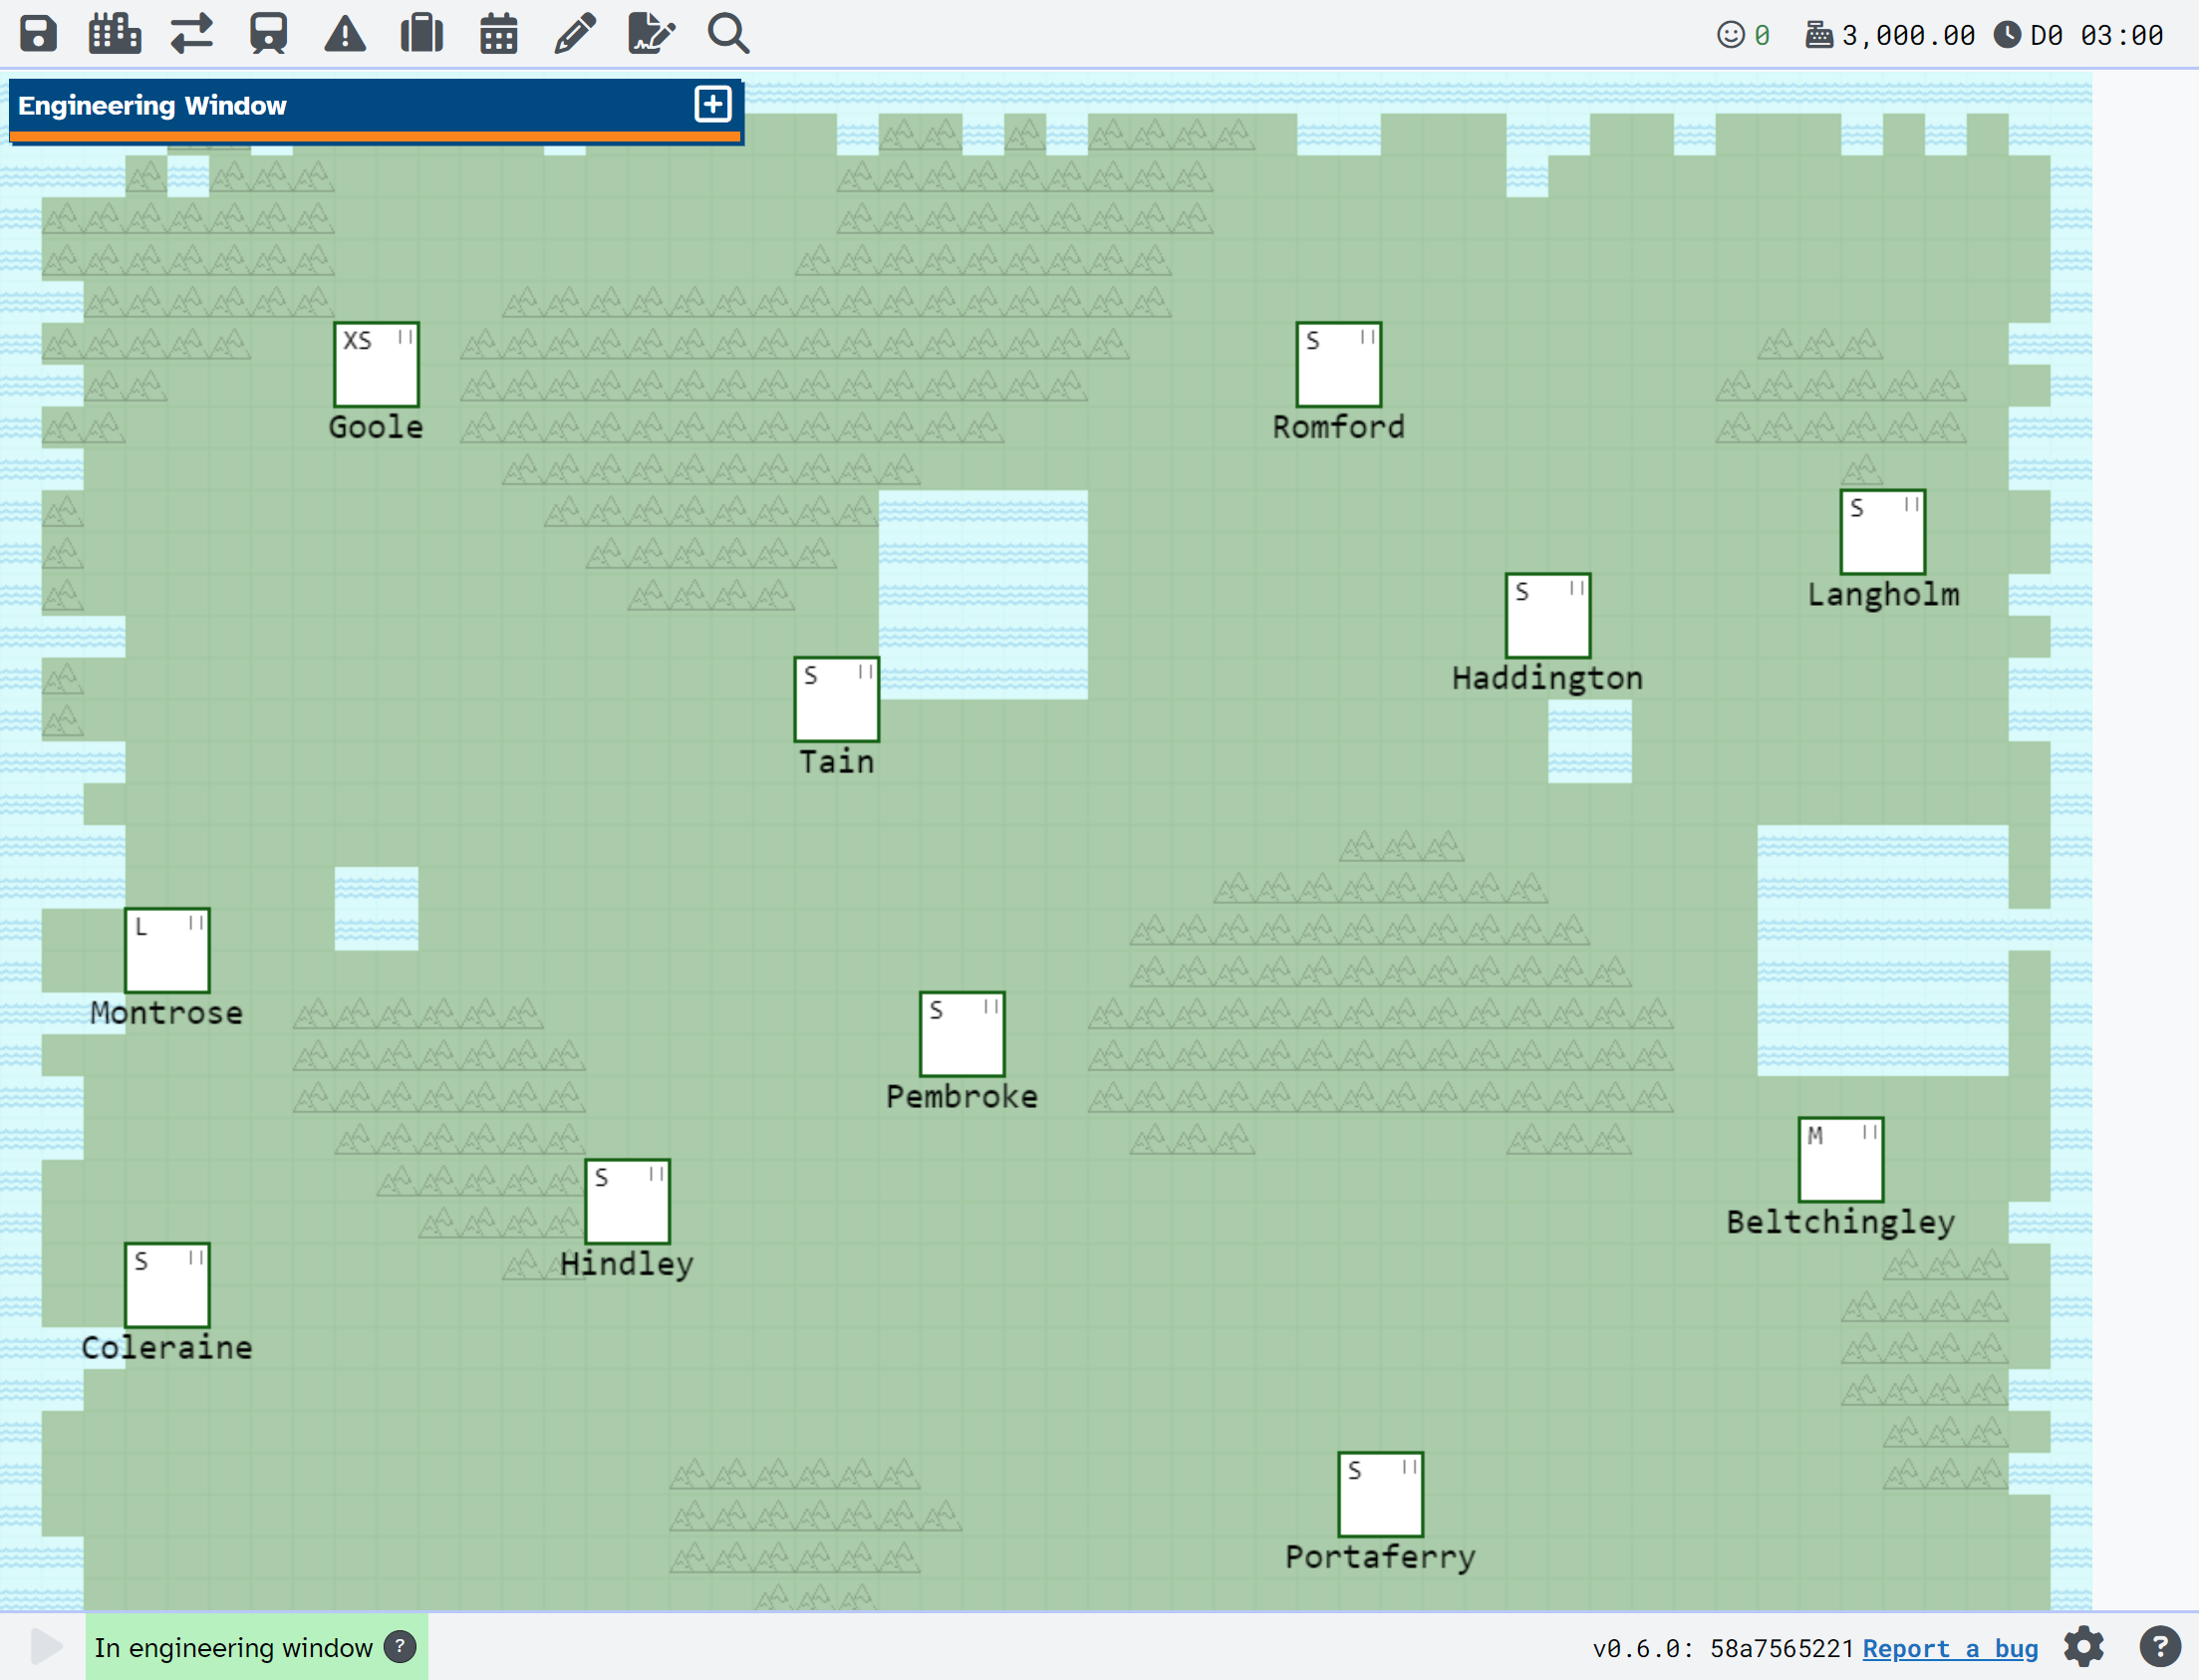 0 3,000.00 D0 03:00
Engineering Window
XS
Goole
S
Romford
S
Langholm
S
Haddington
S
Tain
L
Montrose
S
Pembroke
M
Beltchingley
S
Hindley
S
Coleraine
S
Portaferry
In engineering window ?
v0.6.0: 58a7565221 Report a bug ?